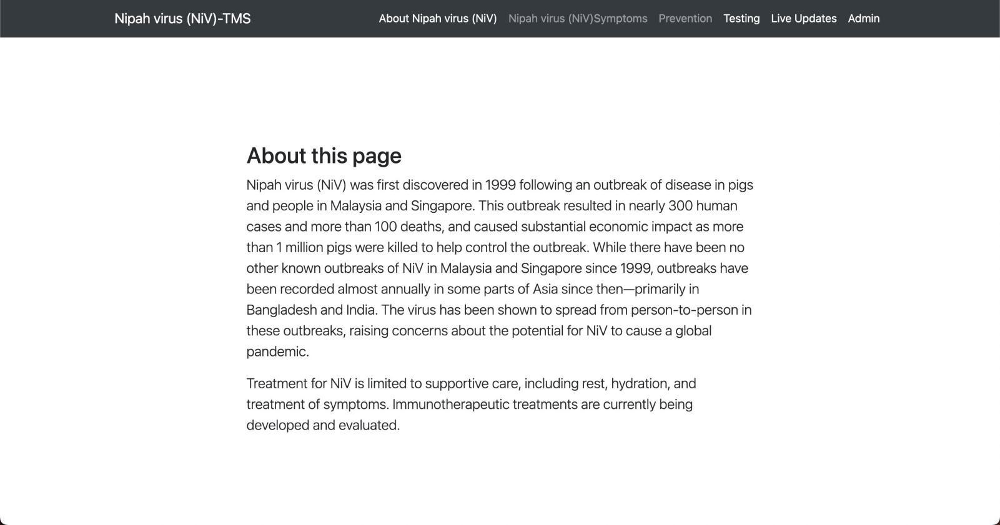 Nipah virus (NiV)-TMS
About Nipah virus (NiV)
Nipah virus (NiV)Symptoms
Prevention
Testing
Live Updates
Admin
About this page
Nipah virus (NiV) was first discovered in 1999 following an outbreak of disease in pigs
and people in Malaysia and Singapore. This outbreak resulted in nearly 300 human
cases and more than 100 deaths, and caused substantial economic impact as more
than 1 million pigs were killed to help control the outbreak. While there have been no
other known outbreaks of NiV in Malaysia and Singapore since 1999, outbreaks have
been recorded almost annually in some parts of Asia since then—primarily in
Bangladesh and India. The virus has been shown to spread from person-to-person in
these outbreaks, raising concerns about the potential for NiV to cause a global
pandemic.
Treatment for NiV is limited to supportive care, including rest, hydration, and
treatment of symptoms. Immunotherapeutic treatments are currently being
developed and evaluated.